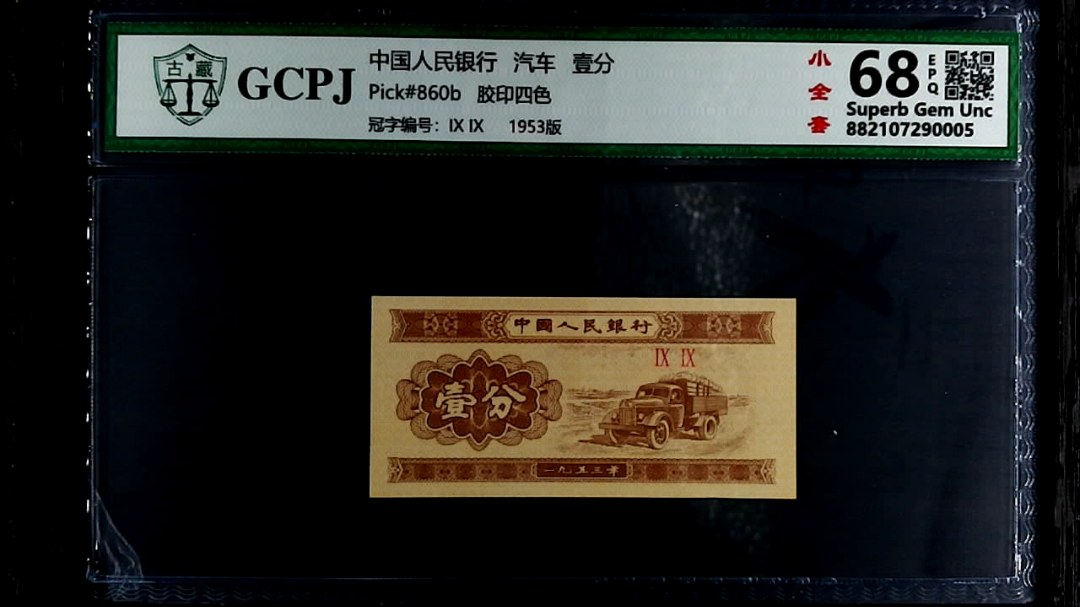 古藏
GCPJ
中国人民银行 汽车 壹分
Pick#860b 胶印四色
冠字编号: IX IX 1953版
小全套
68
EPQ
Superb Gem Unc
882107290005
中國人民銀行
IX IX
壹分
一九五三年